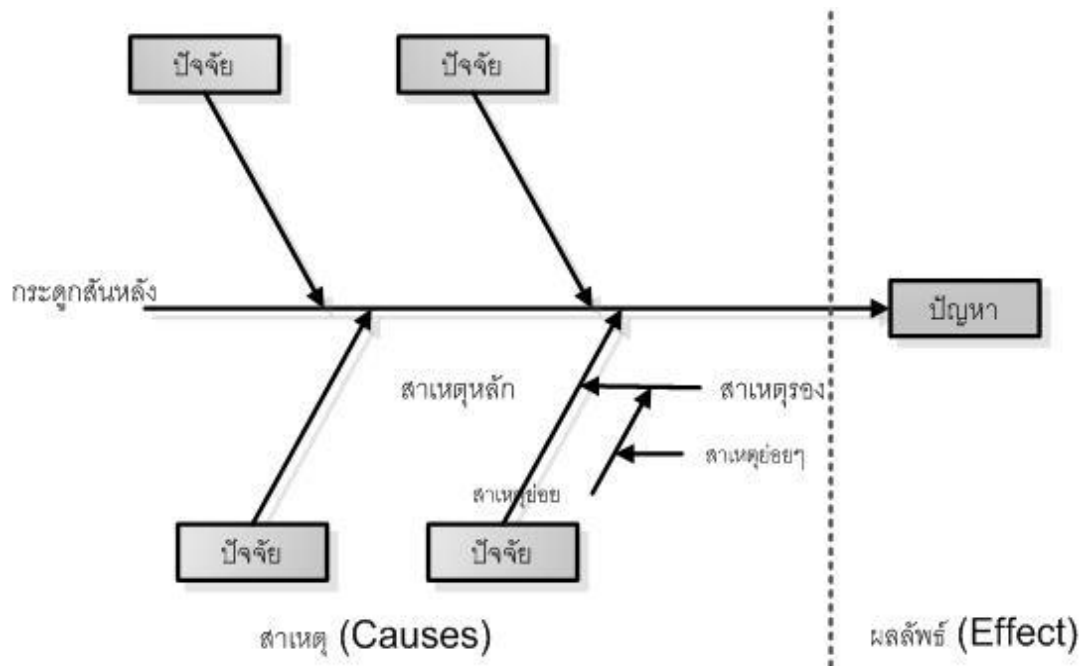 ปัจจัย
ปัจจัย
กระดูกสันหลัง
ปัญหา
สาเหตุหลัก
สาเหตุรอง
สาเหตุย่อยๆ
สาเหตุย่อย
ปัจจัย
ปัจจัย
สาเหตุ (Causes)
ผลลัพธ์ (Effect)